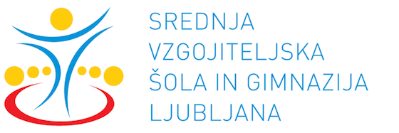 SREDNJA
VZGOJITELJSKA
ŠOLA IN GIMNAZIJA
LJUBLJANA